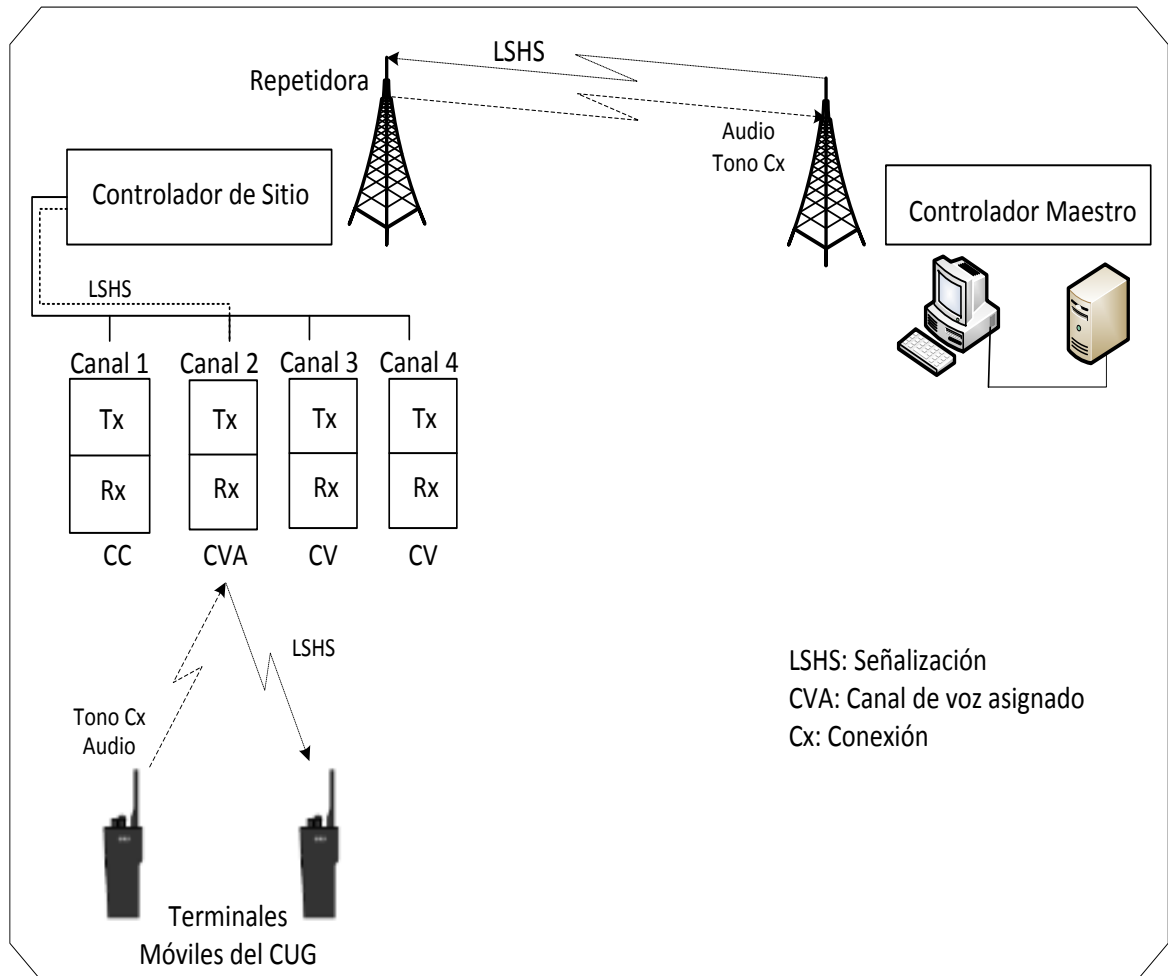 LSHS
Repetidora
Audio
Tono Cx
Controlador de Sitio
Controlador Maestro
LSHS
Canal 1 Canal 2 Canal 3 Canal 4
Tx Tx Tx Tx
Rx Rx Rx Rx
CC CVA CV CV
LSHS
Tono Cx
Audio
LSHS: Señalización
CVA: Canal de voz asignado
Cx: Conexión
Terminales
Móviles del CUG